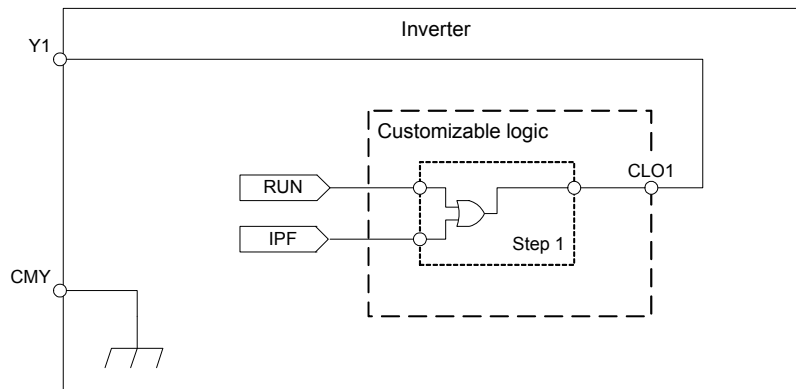 Inverter
Y1
Customizable logic
CLO1
RUN
IPF
Step 1
CMY